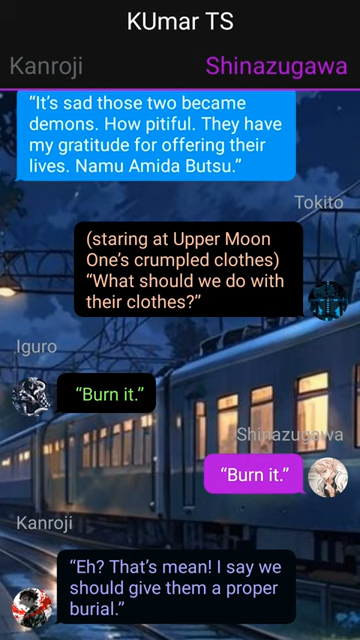 KUmar TS
Kanroji
Shinazugawa
“It’s sad those two became
demons. How pitiful. They have
my gratitude for offering their
lives. Namu Amida Butsu.”
Tokito
(staring at Upper Moon
One’s crumpled clothes)
“What should we do with
their clothes?”
Iguro
“Burn it.”
Shinazugawa
“Burn it.”
Kanroji
“Eh? That’s mean! I say we
should give them a proper
burial.”